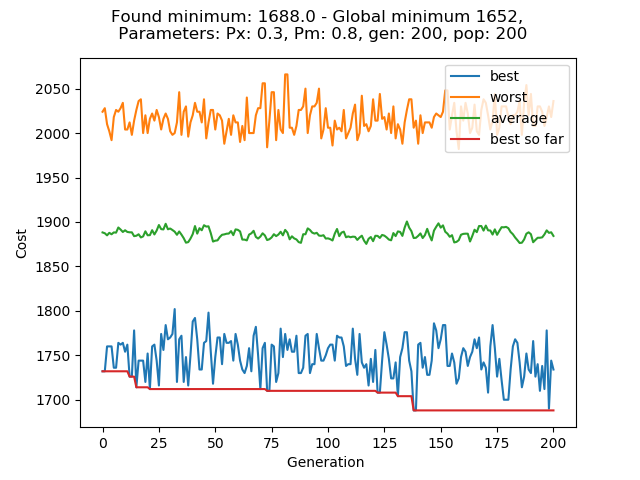 Found minimum: 1688.0 - Global minimum 1652,
Parameters: Px: 0.3, Pm: 0.8, gen: 200, pop: 200
best
worst
average
best so far
2050
2000
1950
1900
1850
1800
1750
1700
Cost
0 25 50 75 100 125 150 175 200
Generation